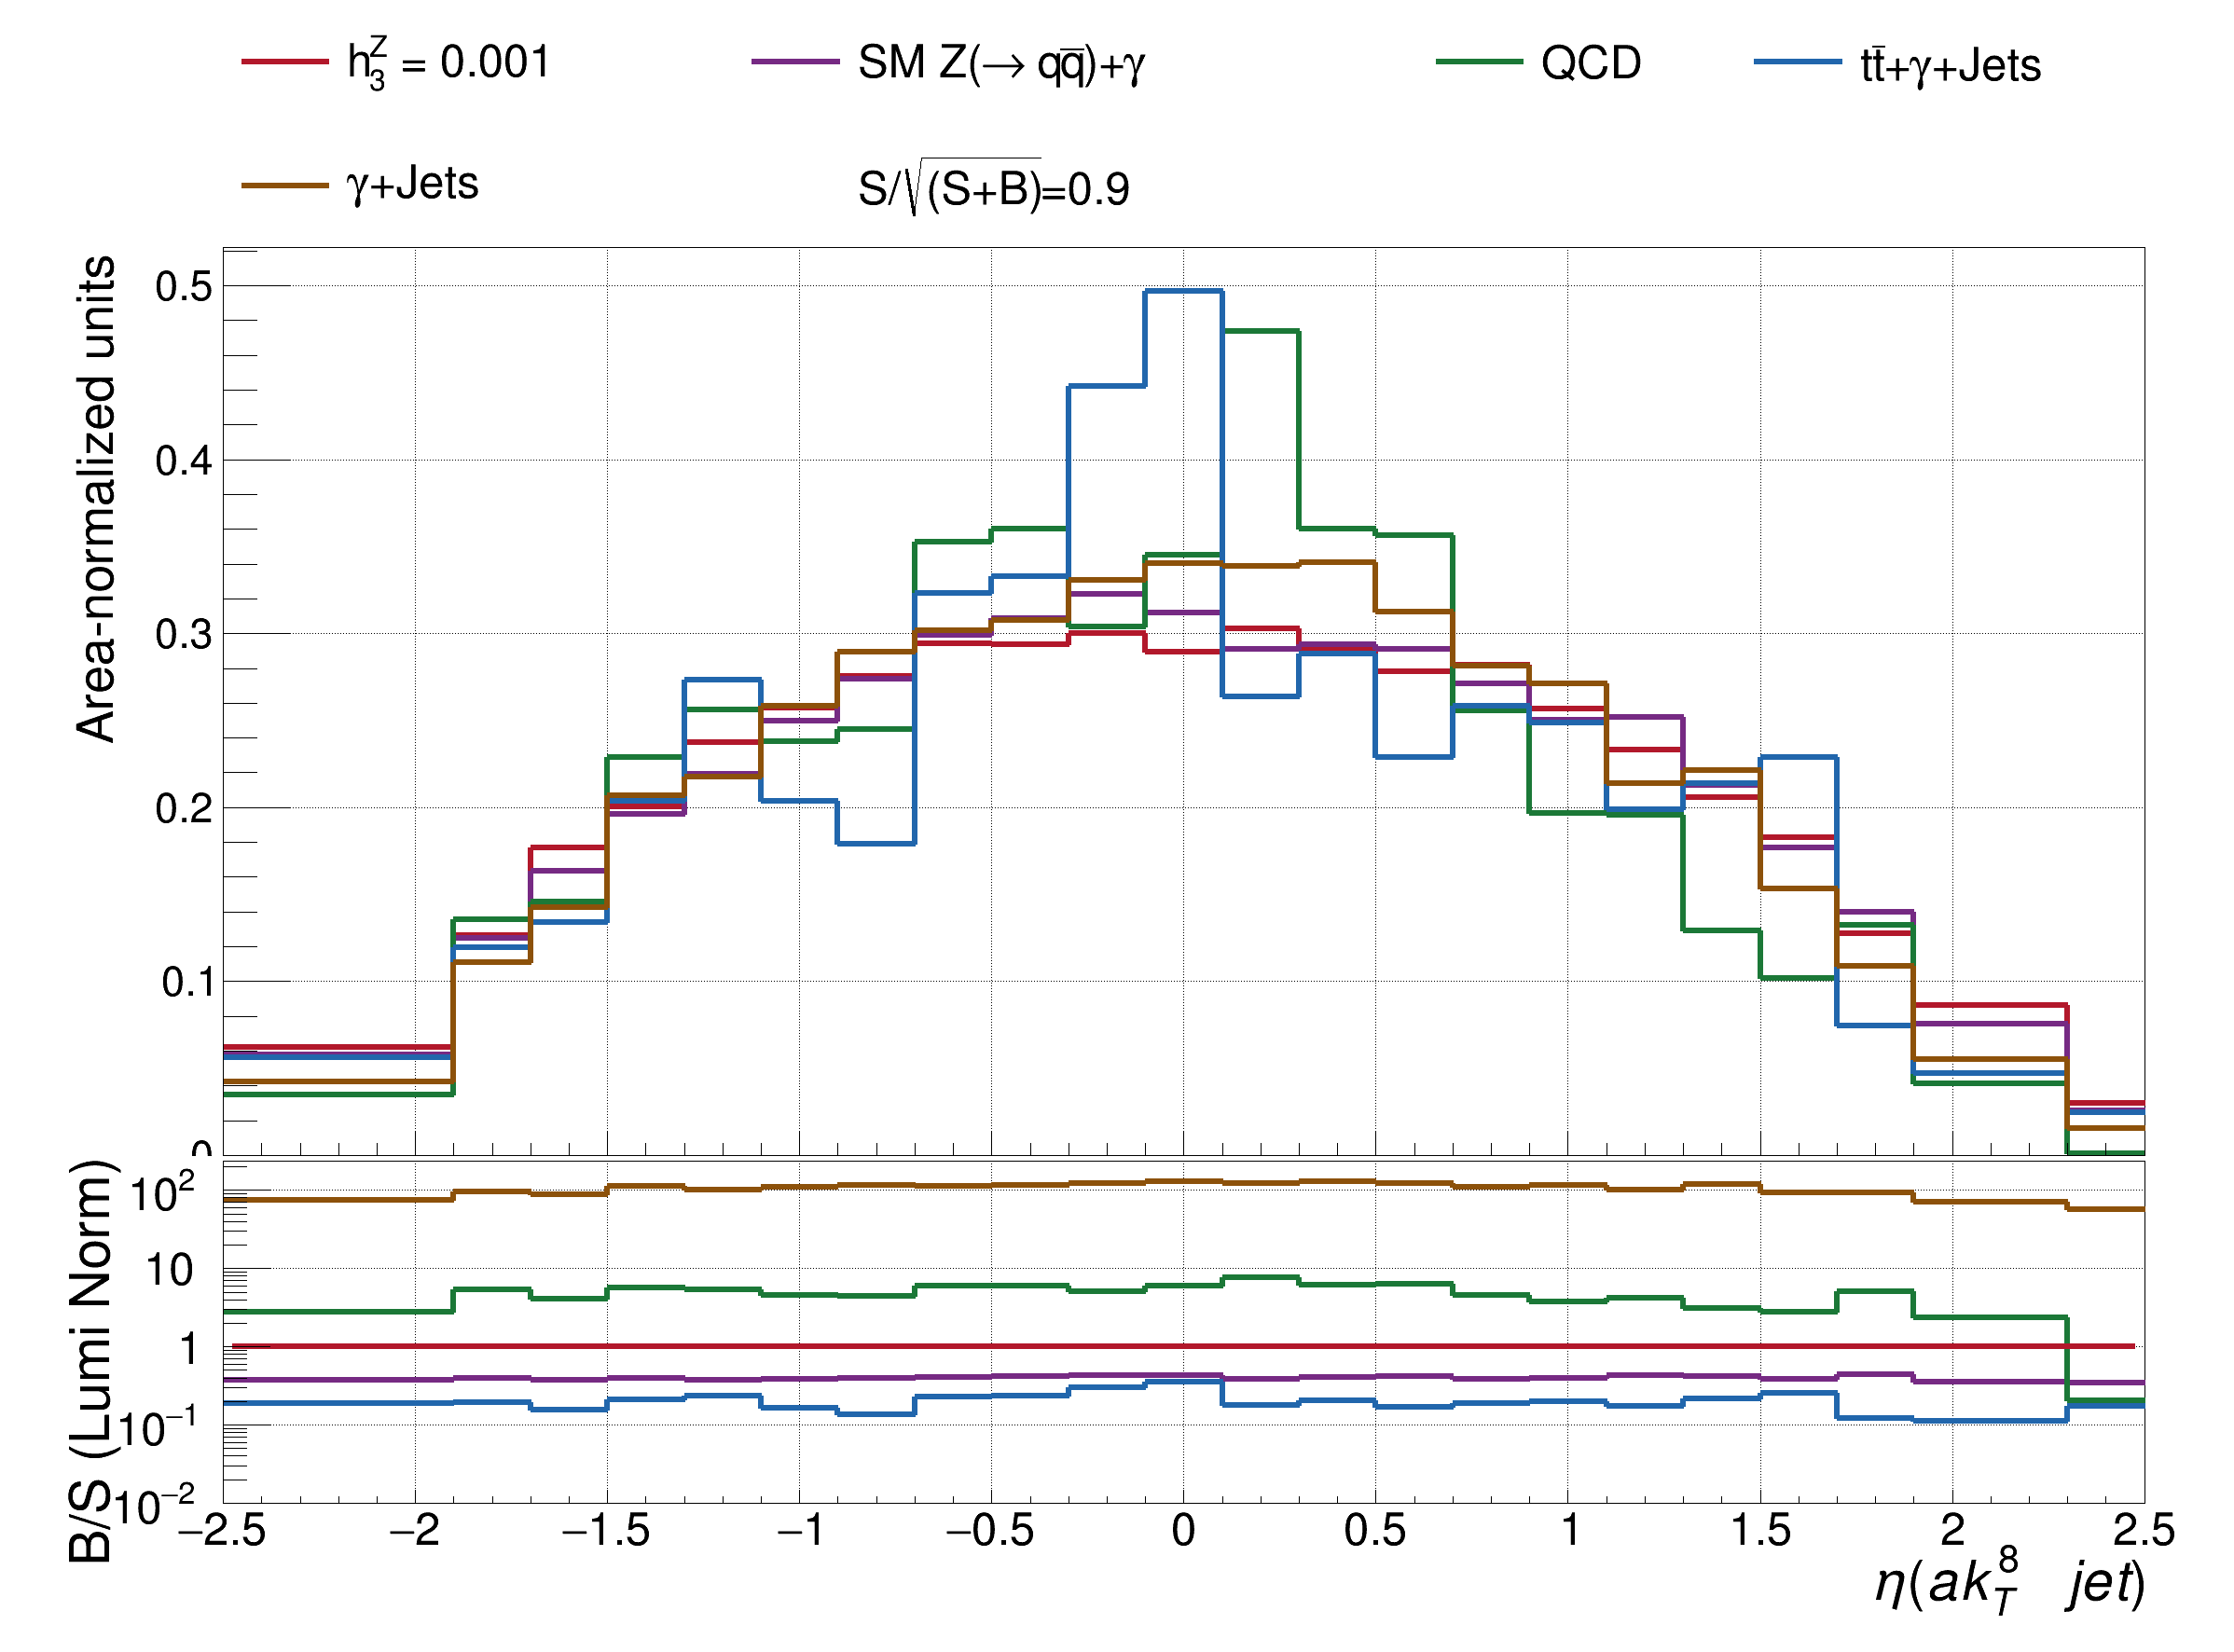 h₃ᶻ = 0.001
SM Z(→ qq̅)+γ
QCD
tt̅+γ+Jets
γ+Jets
S/√(S+B)=0.9
Area-normalized units
0.5
0.4
0.3
0.2
0.1
0
B/S (Lumi Norm)
10²
10
1
10⁻¹
10⁻²
−2.5 −2 −1.5 −1 −0.5 0 0.5 1 1.5 2 2.5
η(ak_T^8 jet)